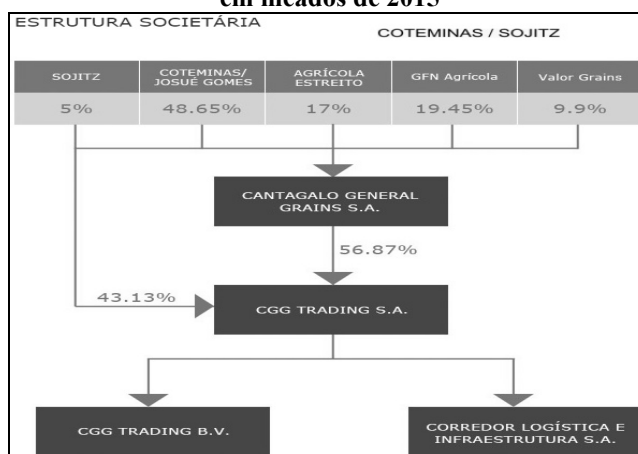 em meados de 2015
ESTRUTURA SOCIETÁRIA
COTEMINAS / SOJITZ
SOJITZ
COTEMINAS/
JOSUÉ GOMES
AGRÍCOLA
ESTREITO
GFN Agrícola
Valor Grains
5%
48.65%
17%
19.45%
9.9%
CANTAGALO GENERAL
GRAINS S.A.
56.87%
43.13%
CGG TRADING S.A.
CGG TRADING B.V.
CORREDOR LOGÍSTICA E
INFRAESTRUTURA S.A.